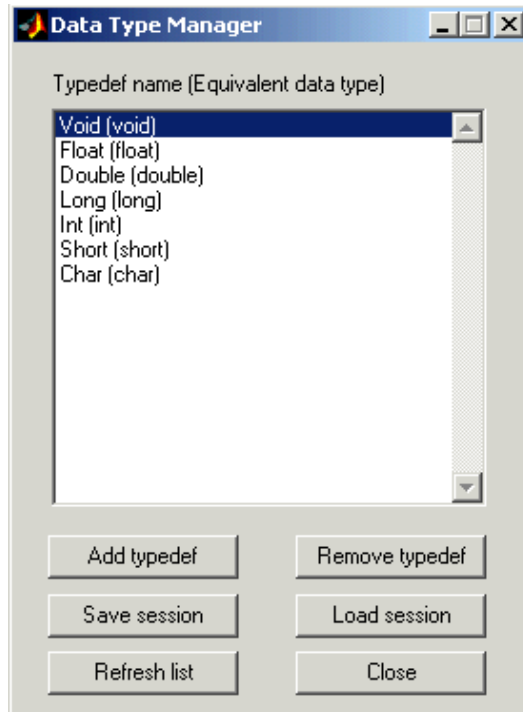 Data Type Manager
Typedef name (Equivalent data type)
Void (void)
Float (float)
Double (double)
Long (long)
Int (int)
Short (short)
Char (char)
Add typedef Remove typedef
Save session Load session
Refresh list Close